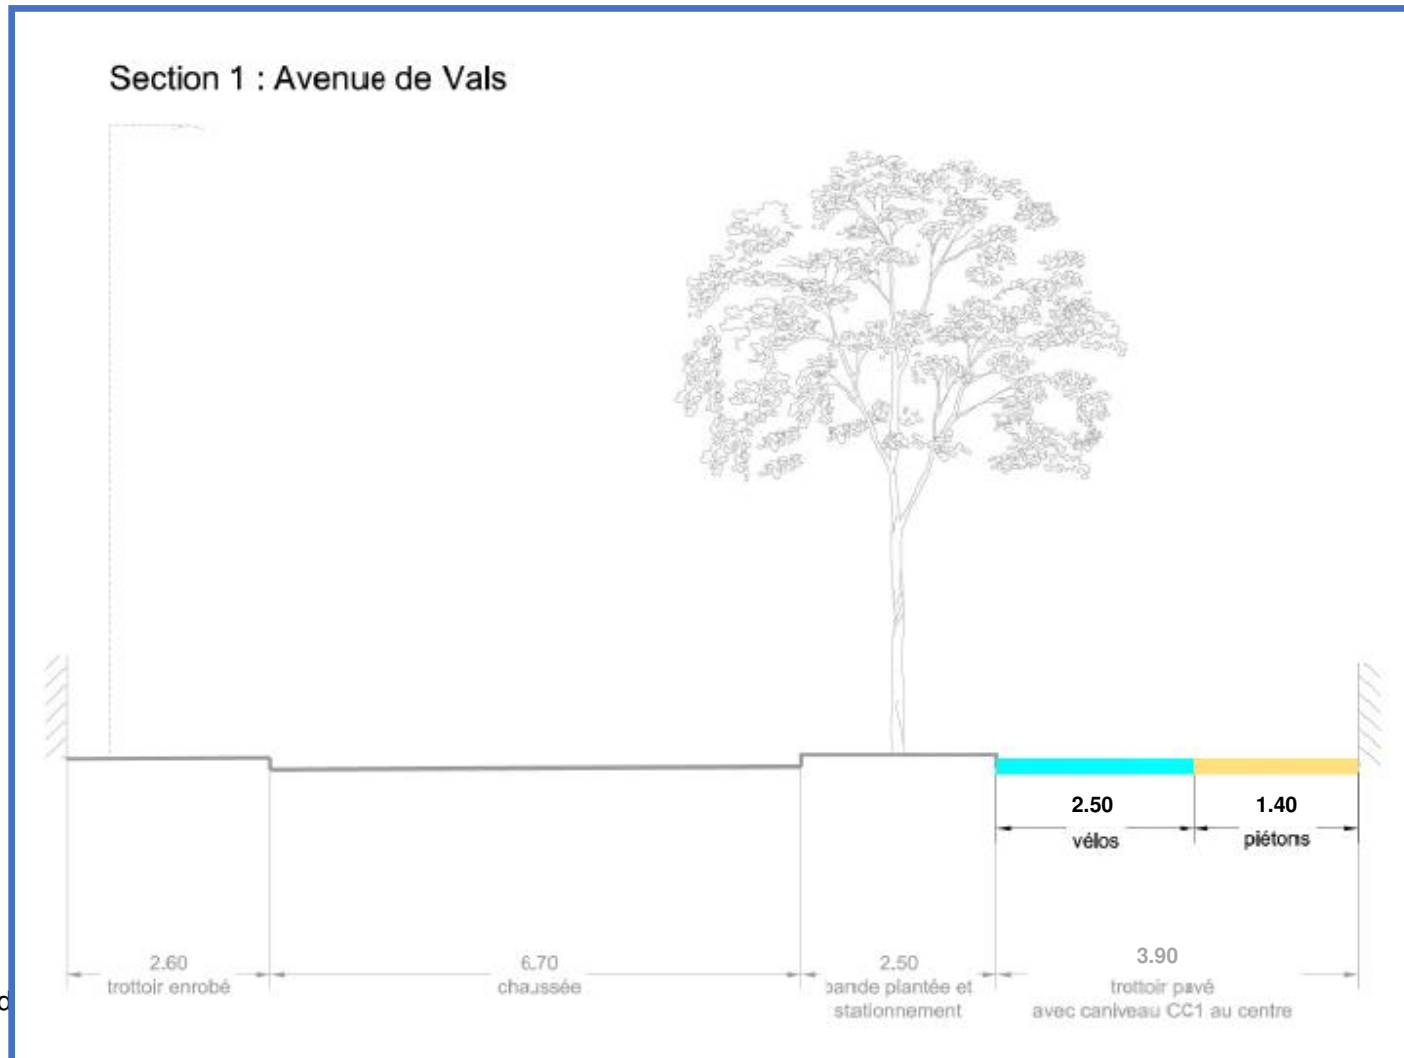 Section 1 : Avenue de Vals
2.50
1.40
vélos
piétons
2.60
6.70
2.50
3.90
trottoir enrobé
chaussée
bande plantée et
stationnement
trottoir pavé
avec caniveau CC1 au centre
d